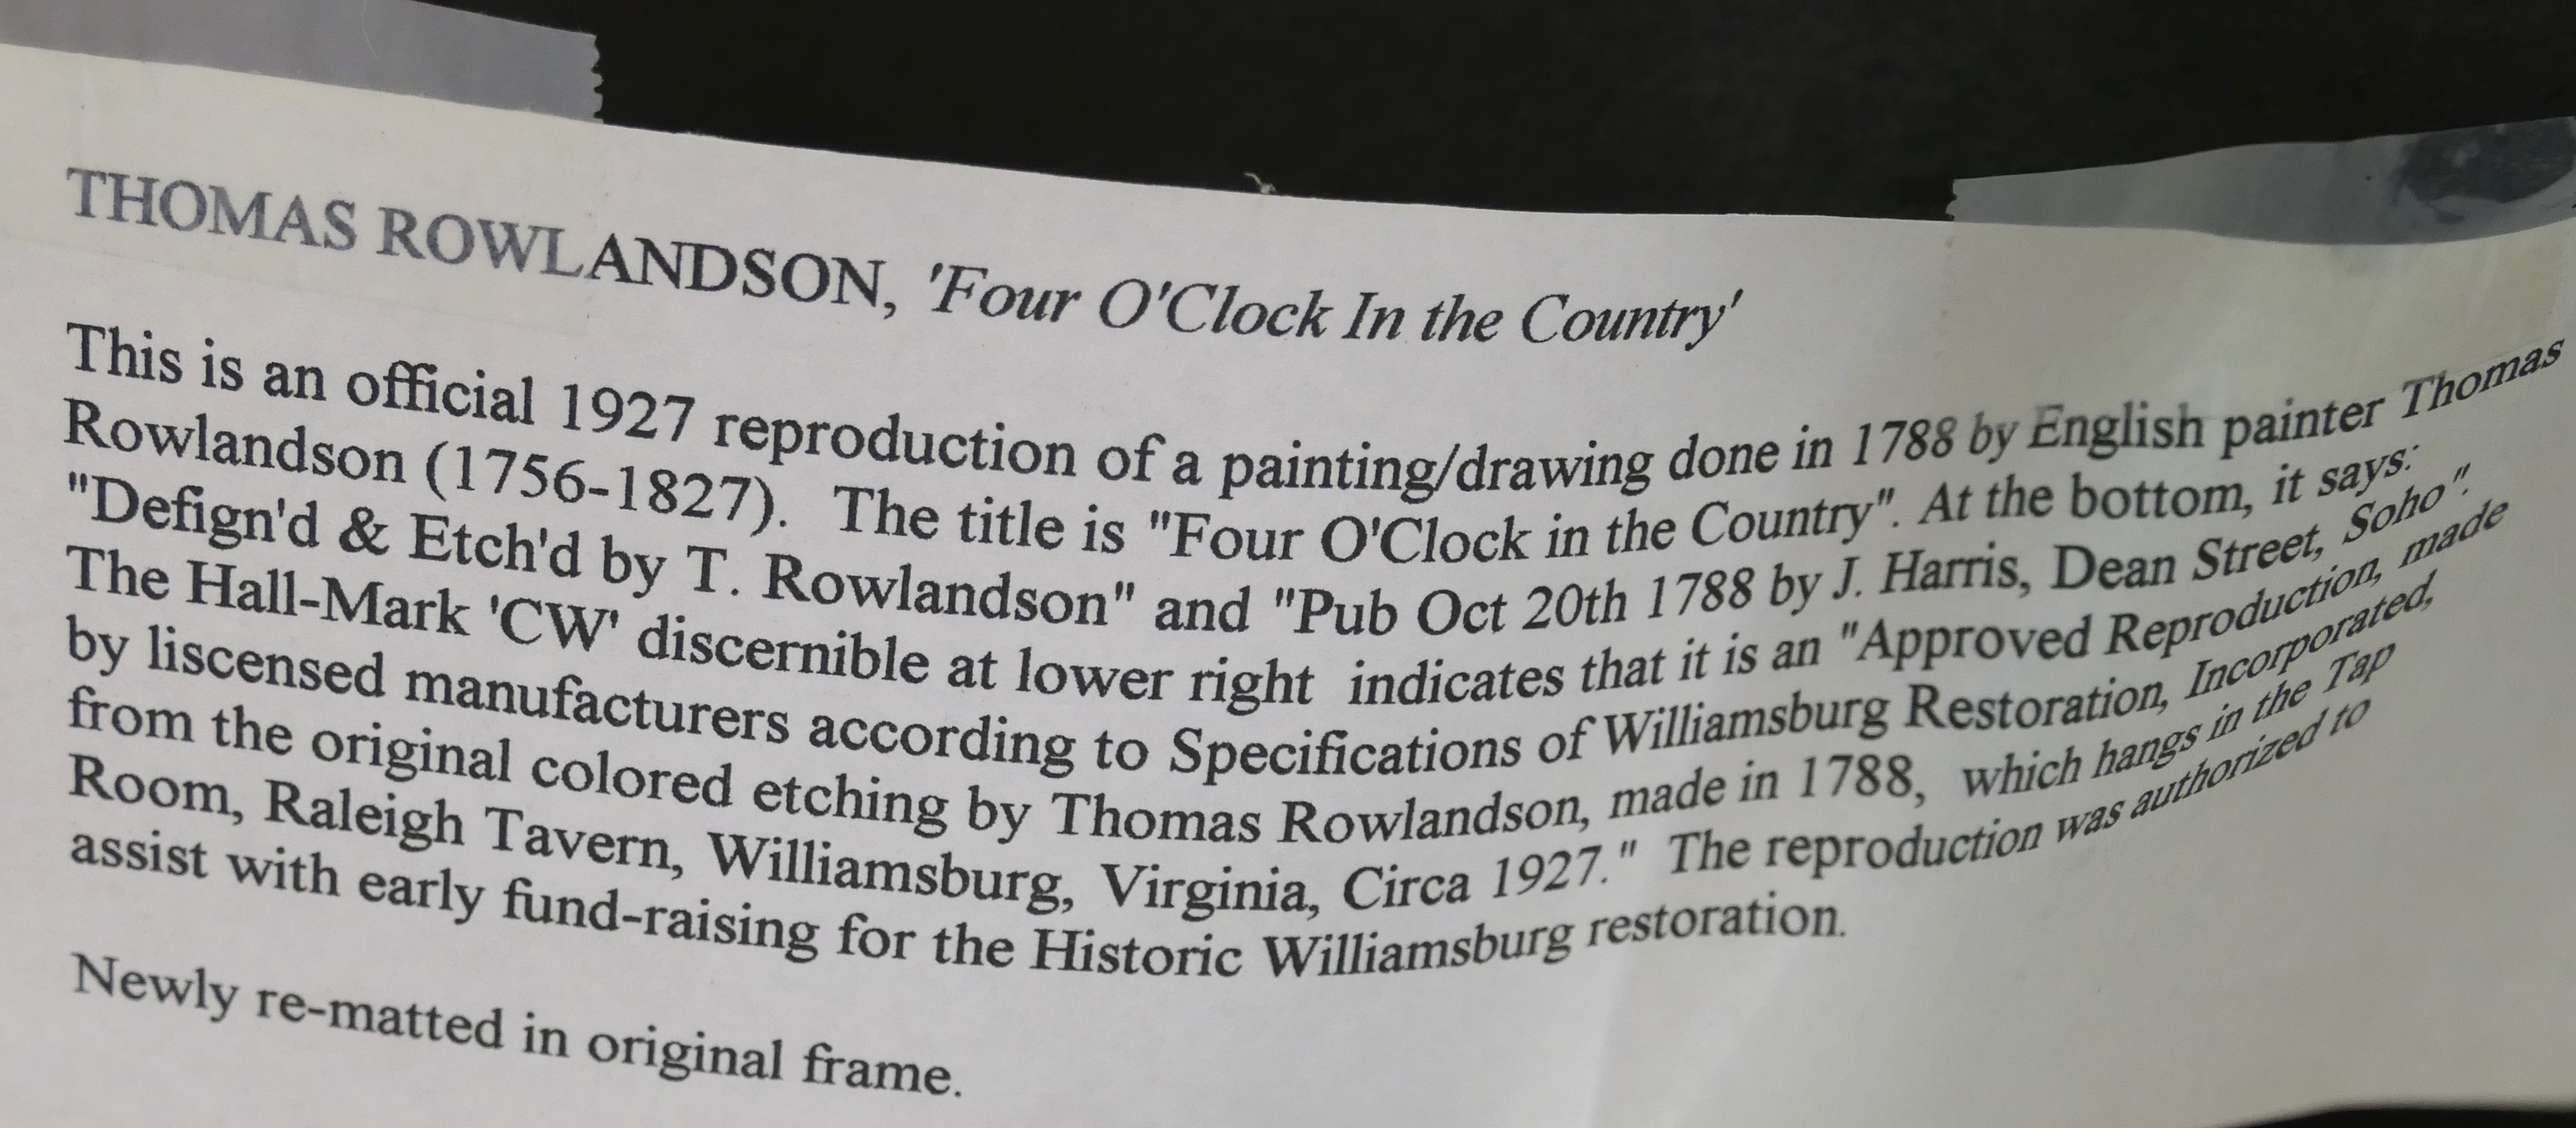 THOMAS ROWLANDSON, 'Four O'Clock In the Country'
This is an official 1927 reproduction of a painting/drawing done in 1788 by English painter Thomas
Rowlandson (1756-1827). The title is "Four O'Clock in the Country". At the bottom, it says:
"Defign'd & Etch'd by T. Rowlandson" and "Pub Oct 20th 1788 by J. Harris, Dean Street, Soho".
The Hall-Mark 'CW' discernible at lower right indicates that it is an "Approved Reproduction, made
by liscensed manufacturers according to Specifications of Williamsburg Restoration, Incorporated,
from the original colored etching by Thomas Rowlandson, made in 1788, which hangs in the Tap
Room, Raleigh Tavern, Williamsburg, Virginia, Circa 1927." The reproduction was authorized to
assist with early fund-raising for the Historic Williamsburg restoration.
Newly re-matted in original frame.